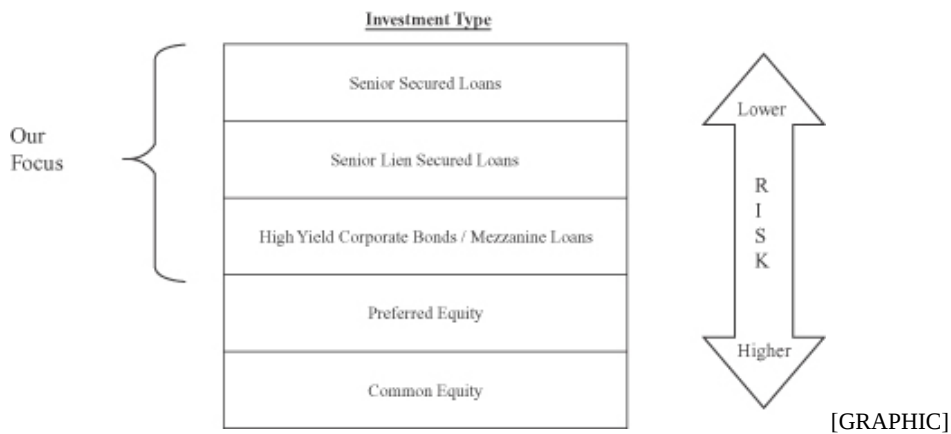 Investment Type
Senior Secured Loans
Lower
Our
Focus
Senior Lien Secured Loans
R
I
S
K
High Yield Corporate Bonds / Mezzanine Loans
Preferred Equity
Higher
Common Equity
[GRAPHIC]